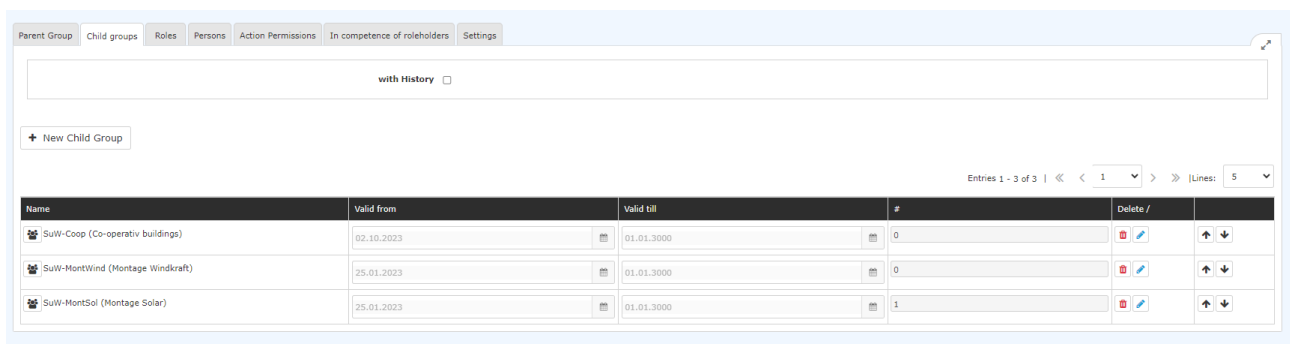 Parent Group Child groups Roles Persons Action Permissions In competence of roleholders Settings
with History
+ New Child Group
Entries 1 - 3 of 3 | 1 |Lines: 5
Name Valid from Valid till # Delete /
SuW-Coop (Co-operativ buildings) 02.10.2023 01.01.3000 0
SuW-MontWind (Montage Windkraft) 25.01.2023 01.01.3000 0
SuW-MontSol (Montage Solar) 25.01.2023 01.01.3000 1